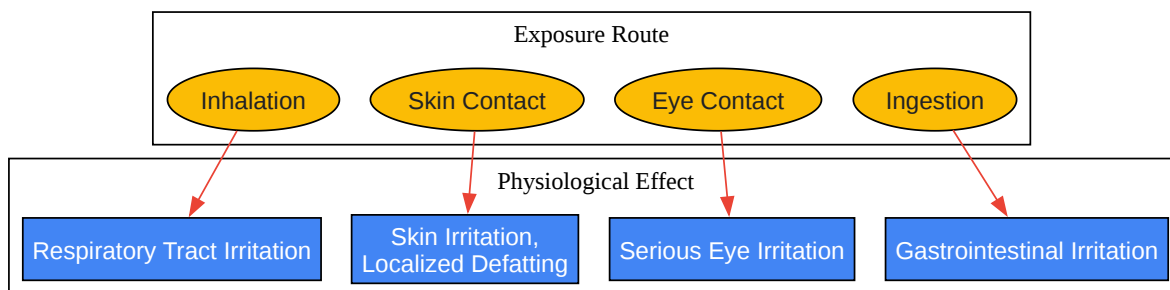 Exposure Route
Inhalation
Skin Contact
Eye Contact
Ingestion
Physiological Effect
Respiratory Tract Irritation
Skin Irritation,
Localized Defatting
Serious Eye Irritation
Gastrointestinal Irritation